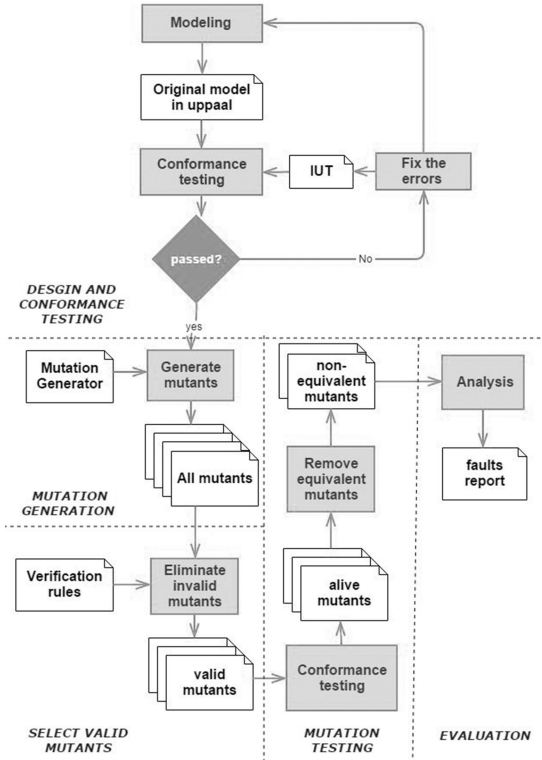 Modeling
Original model
in uppaal
Conformance
testing
IUT
Fix the
errors
passed?
No
DESGIN AND
CONFORMANCE
TESTING
yes
Mutation
Generator
Generate
mutants
All mutants
MUTATION
GENERATION
Verification
rules
Eliminate
invalid
mutants
valid
mutants
SELECT VALID
MUTANTS
non-
equivalent
mutants
Remove
equivalent
mutants
alive
mutants
Conformance
testing
MUTATION
TESTING
Analysis
faults
report
EVALUATION